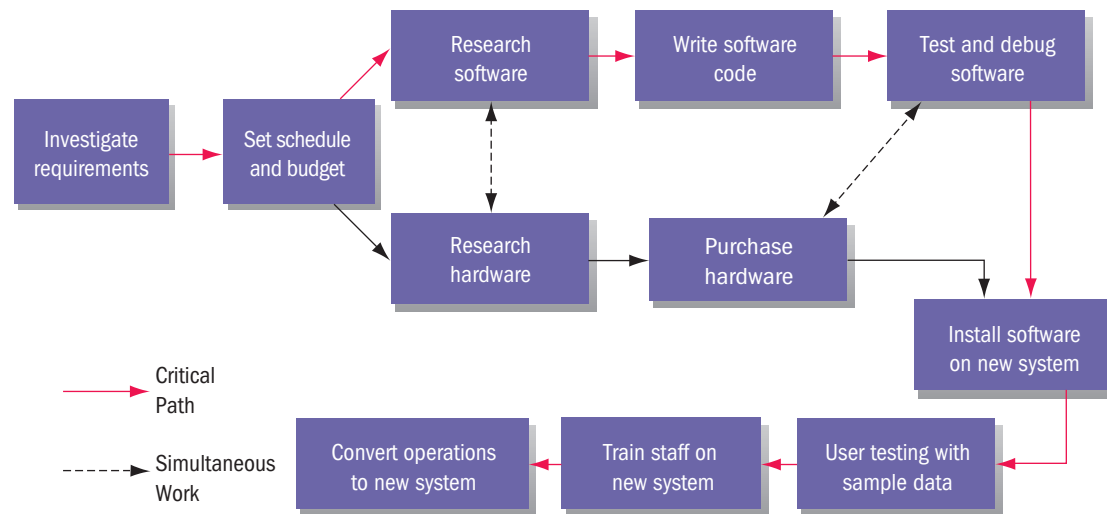 Research
software
Write software
code
Test and debug
software
Investigate
requirements
Set schedule
and budget
Research
hardware
Purchase
hardware
Install software
on new system
Critical
Path
Simultaneous
Work
Convert operations
to new system
Train staff on
new system
User testing with
sample data